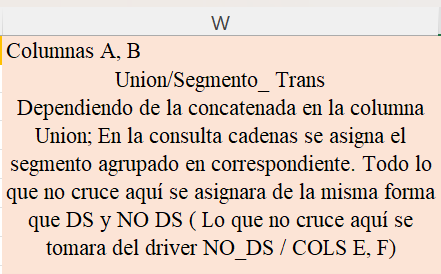 W
Columnas A, B
Union/Segmento_ Trans
Dependiendo de la concatenada en la columna
Union; En la consulta cadenas se asigna el
segmento agrupado en correspondiente. Todo lo
que no cruce aquí se asignara de la misma forma
que DS y NO DS ( Lo que no cruce aquí se
tomara del driver NO_DS / COLS E, F)